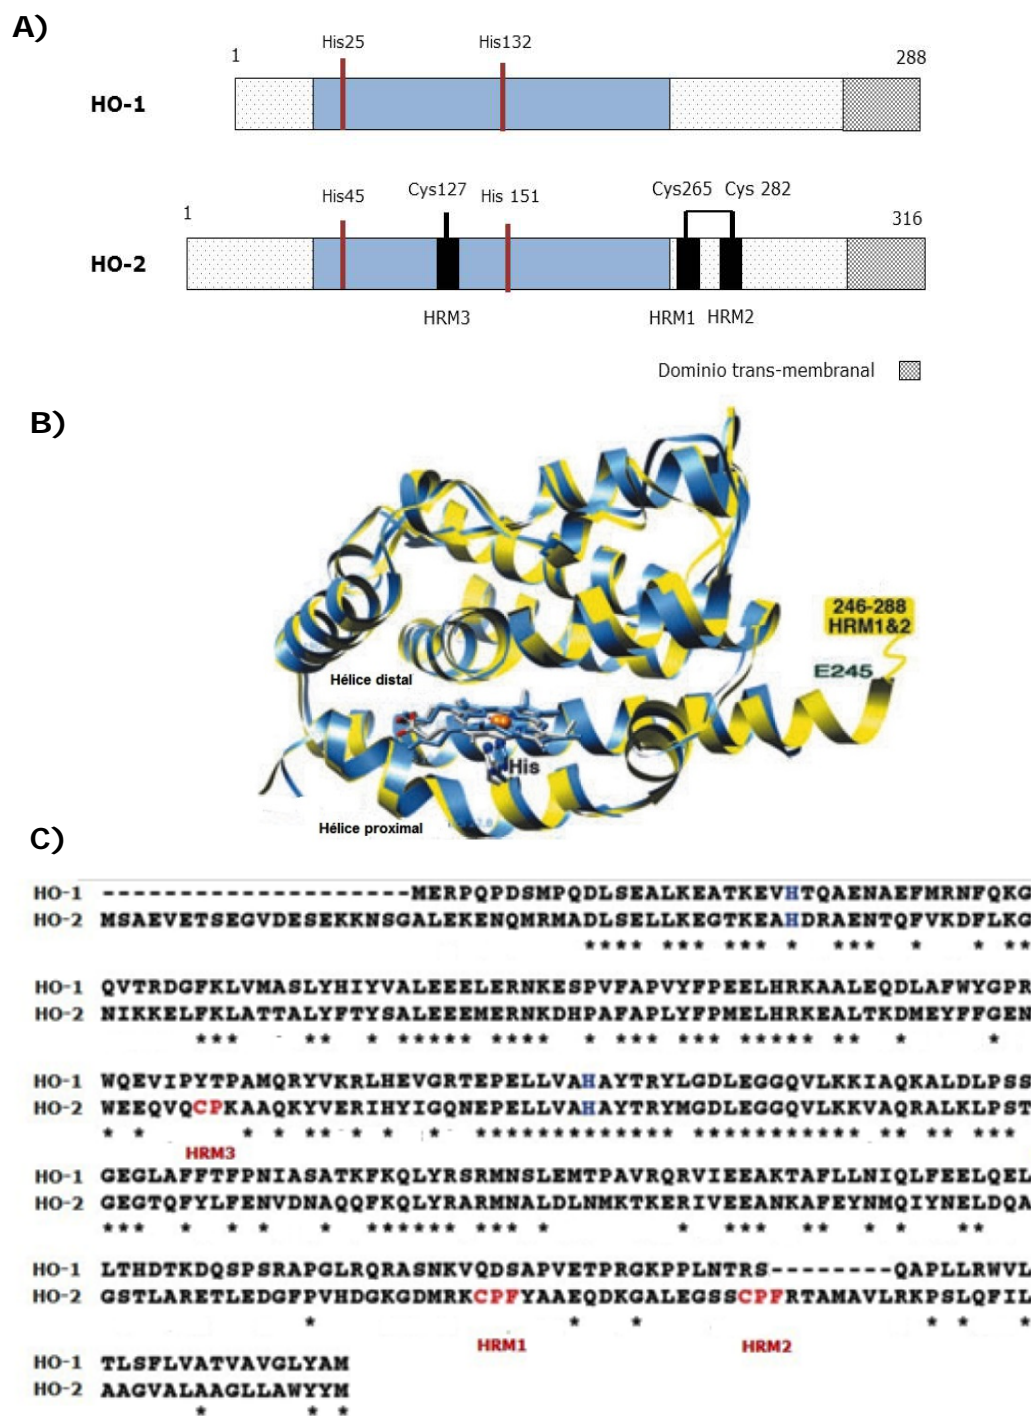 A)
His25
His132
1
288
HO-1
His45
Cys127
His 151
Cys265
Cys 282
1
316
HO-2
HRM3
HRM1
HRM2
Dominio trans-membranal
B)
246-288
HRM1&2
E245
Hélice distal
His
Hélice proximal
C)
HO-1 --------------------MERPQPDSMPQDLSEALKEATKEVHTQAENAEFMRNFQKG
HO-2 MSAEVETSEGVDESEKKNSGALEKENQMRMADLSELLKEGTKEAHDRAENTQFVKDFLKG
**** *** *** * *** * * **
HO-1 QVTRDGFKLVMASLYHIYVALEEEIERNKESPVFAPVYFPEELHRKAALEQDLAFWYGPR
HO-2 NIKKELFKLATTALYFTYSALEEEMERNKDHPAFAPLYFPMELHRKEALTKDMEYFFGEN
*** ** * **** **** * *** *** **** ** * *
HO-1 WQEVIPYTPAMQRYVKRLHEVGRTEPELLVAHAYTRYLGDLEGGQVLKKIAQKALDLPSS
HO-2 WEEQVQCPKAAQKYVERIHYIGQNEPELLVAHAYTRYMGDLEGGQVLKKVAQRALKLPST
* * * * ** * * ************* *********** ** ** ***
HRM3
HO-1 GEGLAFFTFPNIASATKFKQLYRSRMNSLEMTPAVRQRVIEEAKTAFLLNIQLFEELQEL
HO-2 GEGTQFYLFENVDNAQQFKQLYRARMNALDLNMKTKERIVEEANKAFEYNMQIYNELDQA
*** * * * * ****** *** * * *** ** * * **
HO-1 LTHDTKDQSPSRAPGLRQRASNKVQDSAPVETPRGKPPLNTRS--------QAPLLRWVL
HO-2 GSTLARETLEDGFPVHDGKGDMRKCPFYAAEQDKGALEGSSCPFRTAMAVLRKPSLQFIL
* * * * * *
HRM1
HRM2
HO-1 TLSFLVATVAVGLYAM
HO-2 AAGVALAAGLLAWYYM
* * *